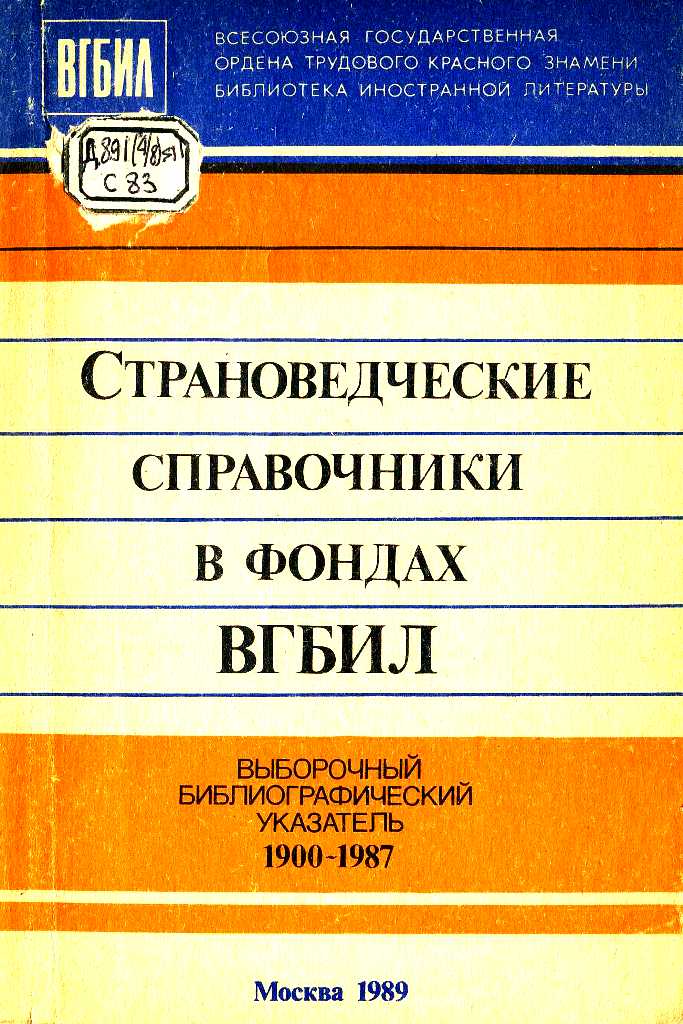 ВГБИЛ
ВСЕСОЮЗНАЯ ГОСУДАРСТВЕННАЯ
ОРДЕНА ТРУДОВОГО КРАСНОГО ЗНАМЕНИ
БИБЛИОТЕКА ИНОСТРАННОЙ ЛИТЕРАТУРЫ
С 83
СТРАНОВЕДЧЕСКИЕ
СПРАВОЧНИКИ
В ФОНДАХ
ВГБИЛ
ВЫБОРОЧНЫЙ
БИБЛИОГРАФИЧЕСКИЙ
УКАЗАТЕЛЬ
1900-1987
Москва 1989